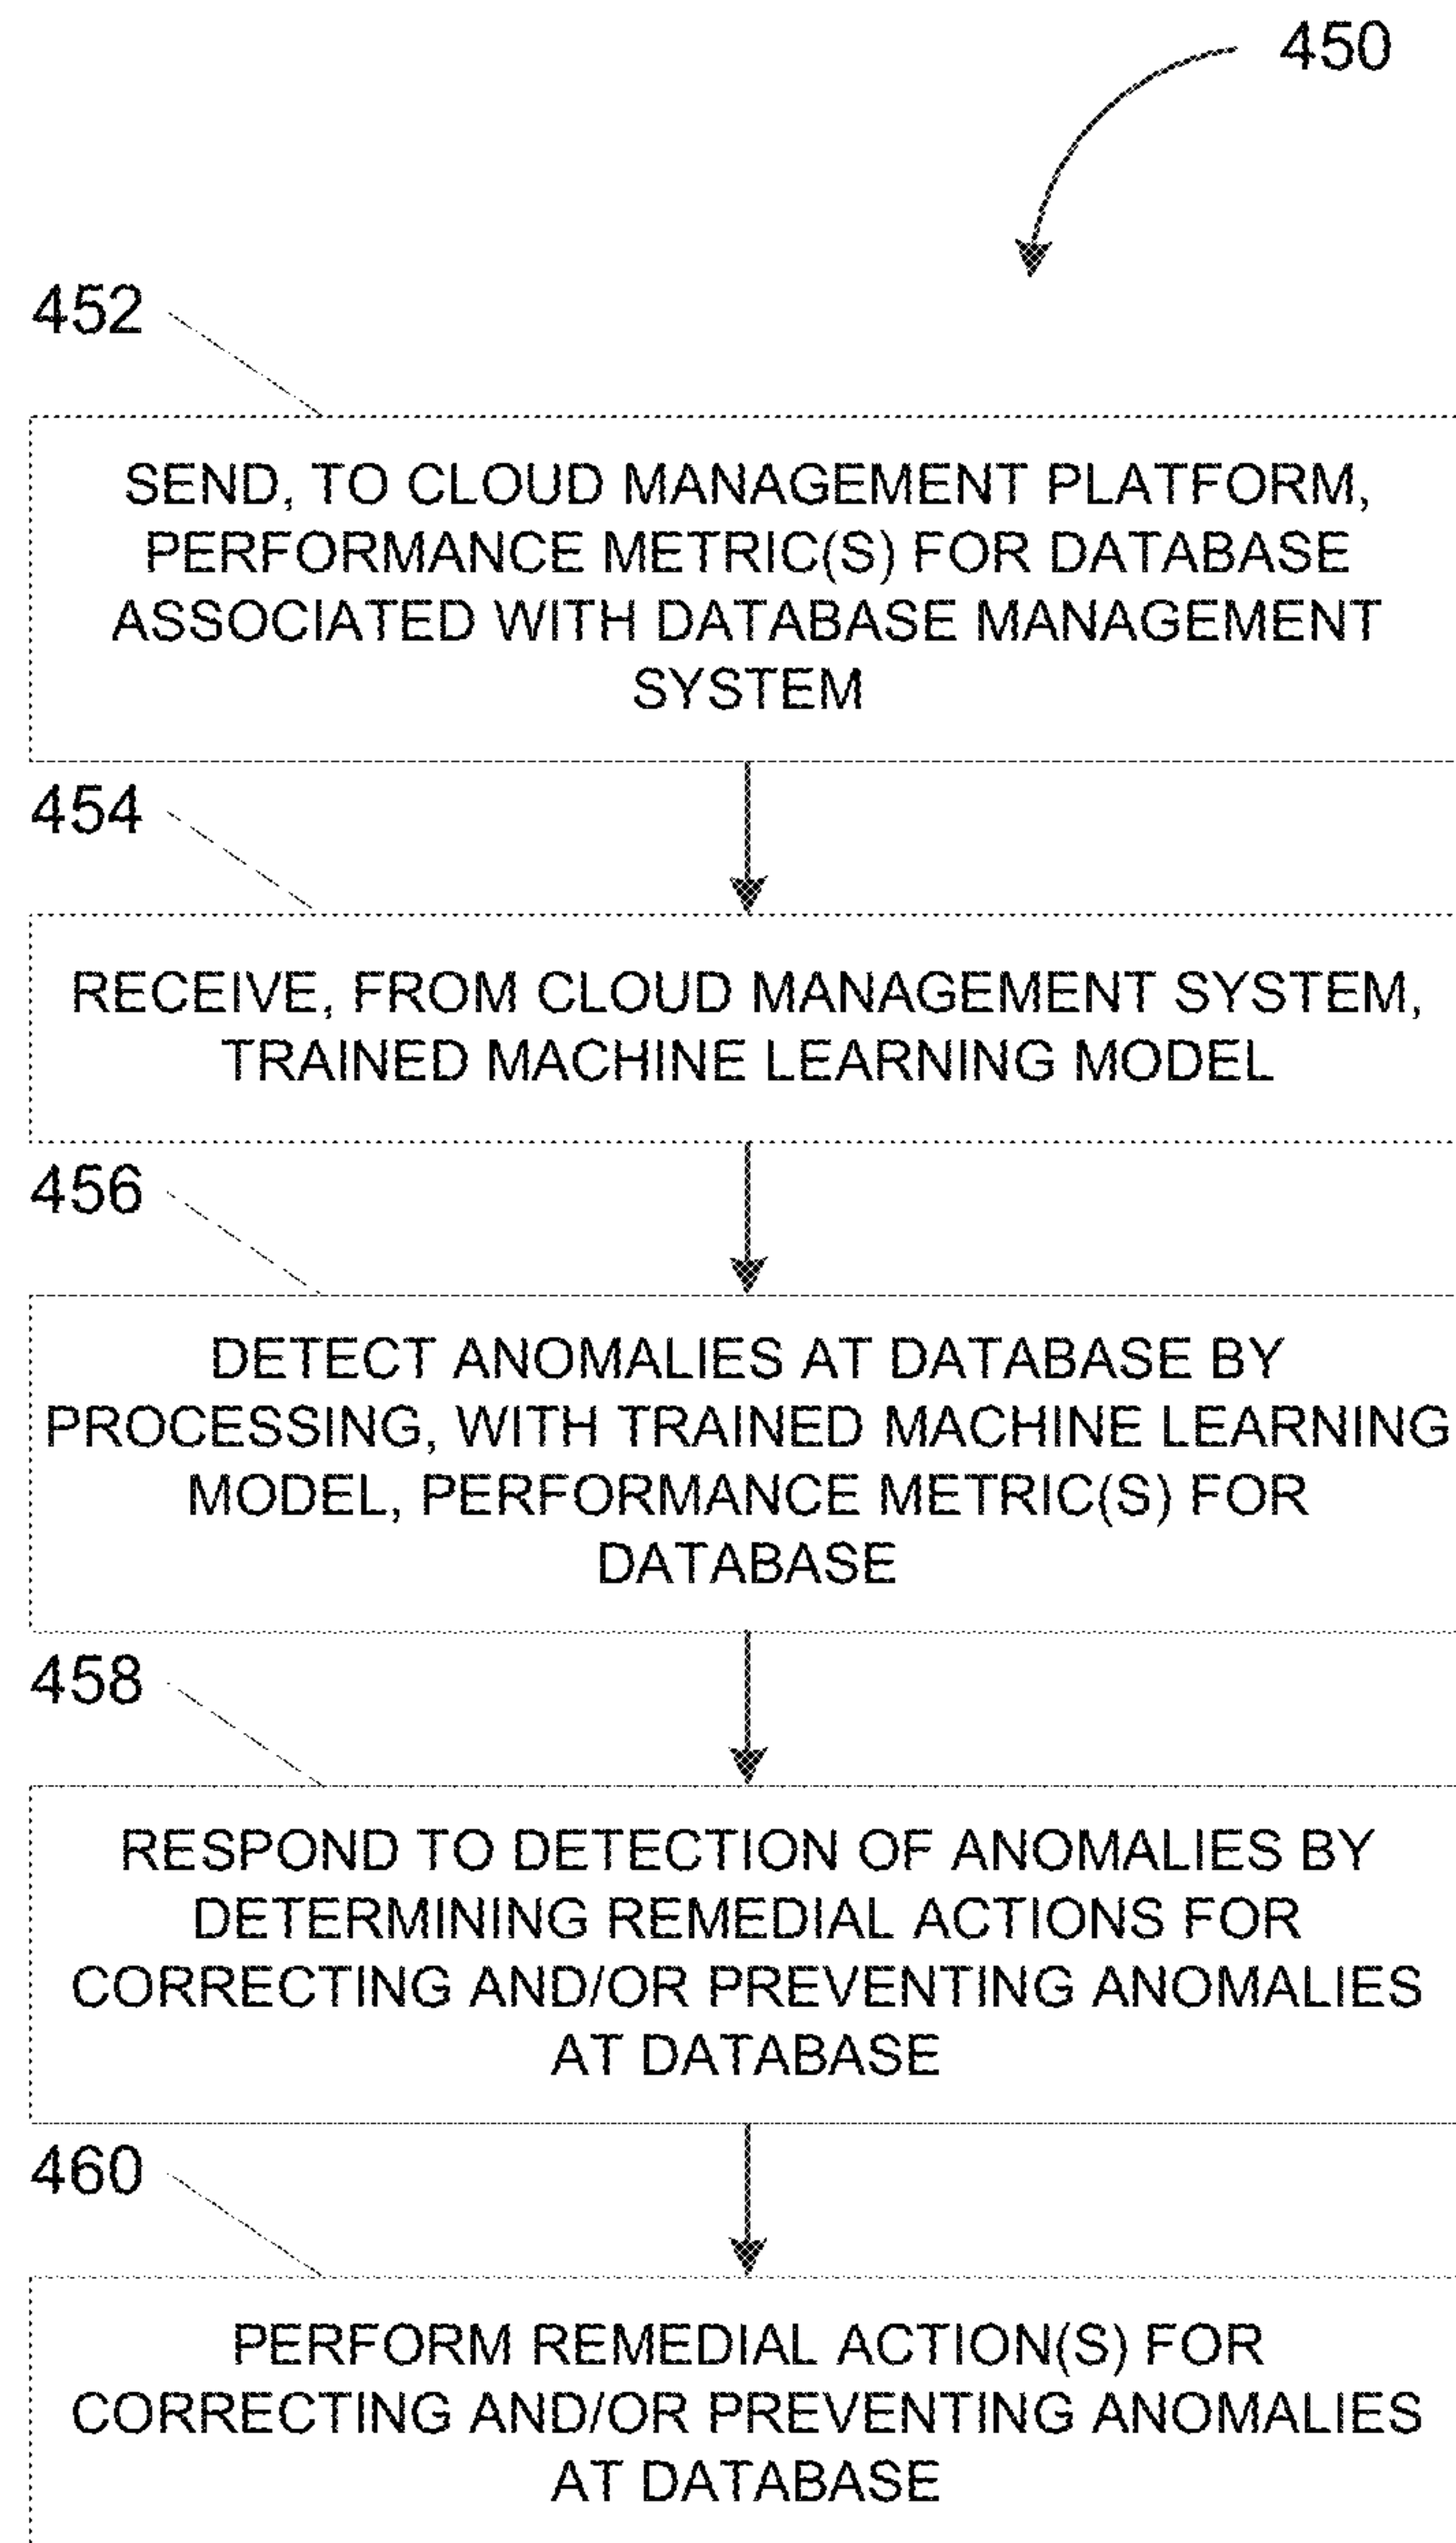 450
452
SEND, TO CLOUD MANAGEMENT PLATFORM,
PERFORMANCE METRIC(S) FOR DATABASE
ASSOCIATED WITH DATABASE MANAGEMENT
SYSTEM
454
RECEIVE, FROM CLOUD MANAGEMENT SYSTEM,
TRAINED MACHINE LEARNING MODEL
456
DETECT ANOMALIES AT DATABASE BY
PROCESSING, WITH TRAINED MACHINE LEARNING
MODEL, PERFORMANCE METRIC(S) FOR
DATABASE
458
RESPOND TO DETECTION OF ANOMALIES BY
DETERMINING REMEDIAL ACTIONS FOR
CORRECTING AND/OR PREVENTING ANOMALIES
AT DATABASE
460
PERFORM REMEDIAL ACTION(S) FOR
CORRECTING AND/OR PREVENTING ANOMALIES
AT DATABASE